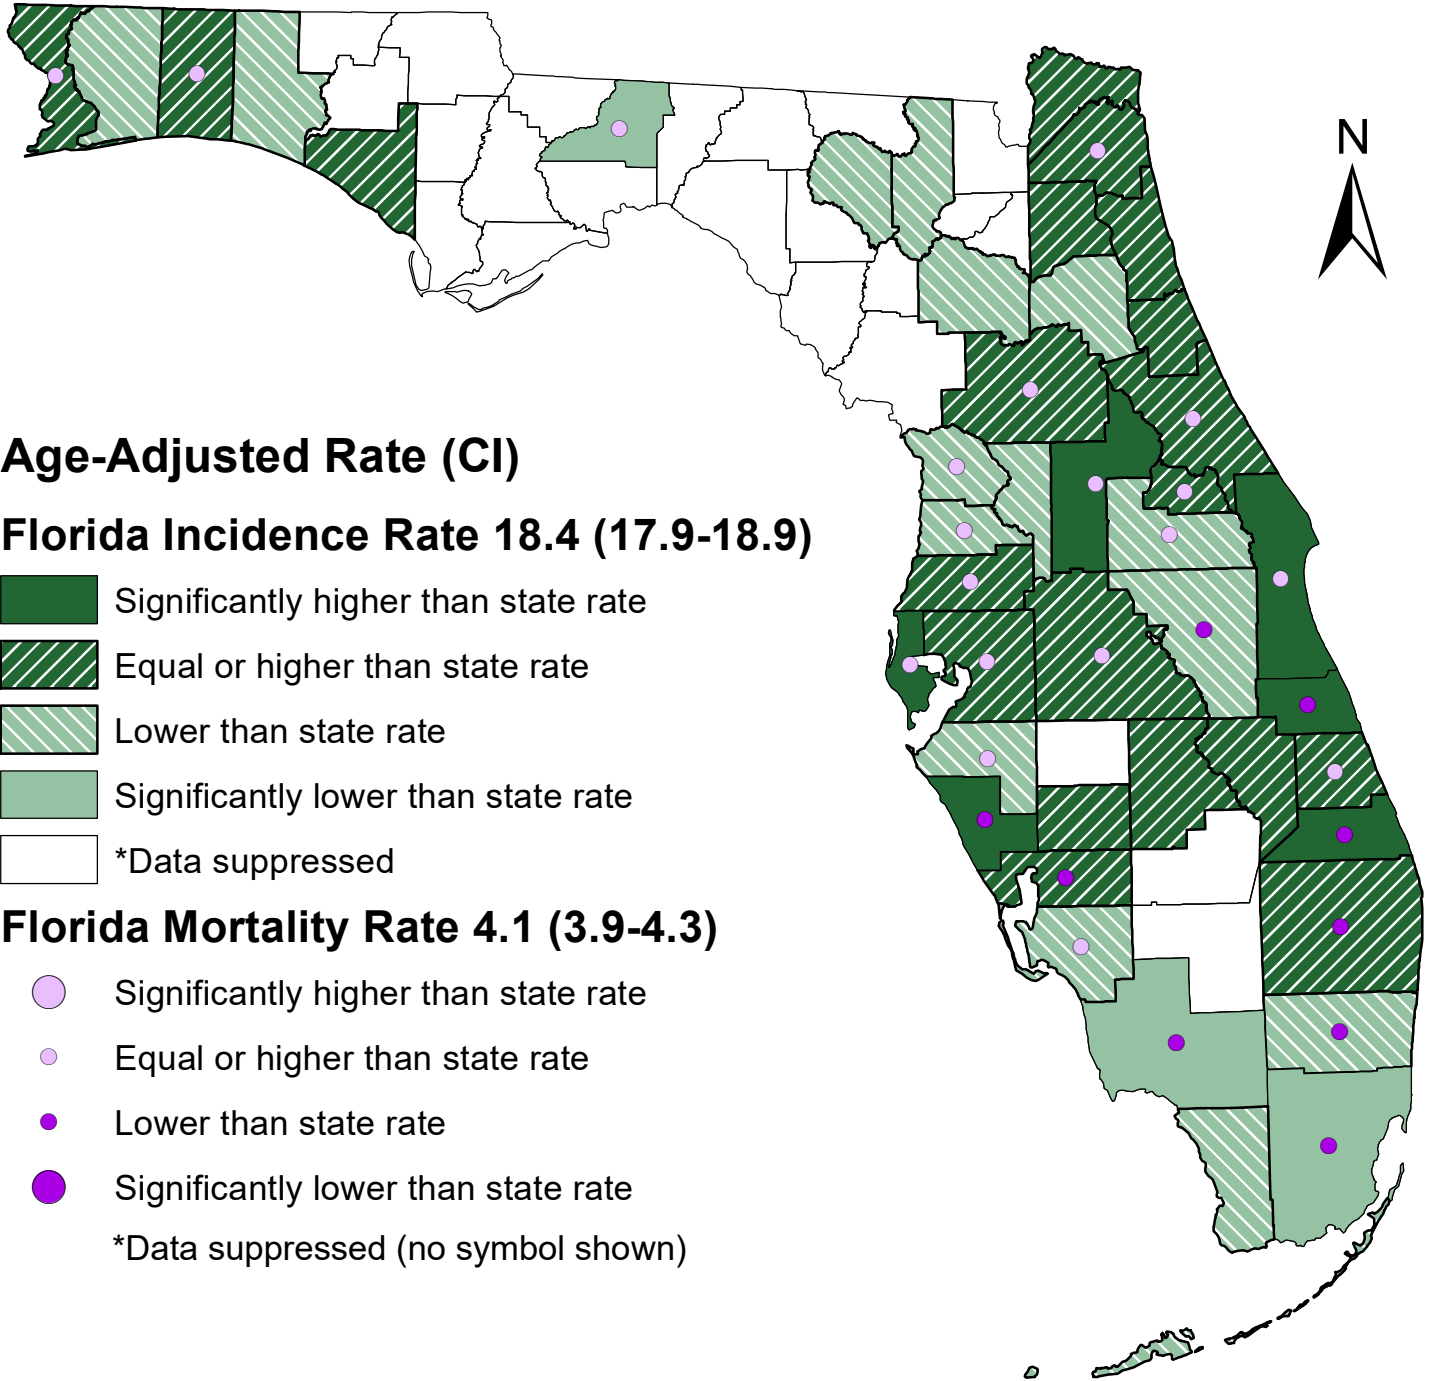 N
Age-Adjusted Rate (CI)
Florida Incidence Rate 18.4 (17.9-18.9)
Significantly higher than state rate
Equal or higher than state rate
Lower than state rate
Significantly lower than state rate
*Data suppressed
Florida Mortality Rate 4.1 (3.9-4.3)
Significantly higher than state rate
Equal or higher than state rate
Lower than state rate
Significantly lower than state rate
*Data suppressed (no symbol shown)